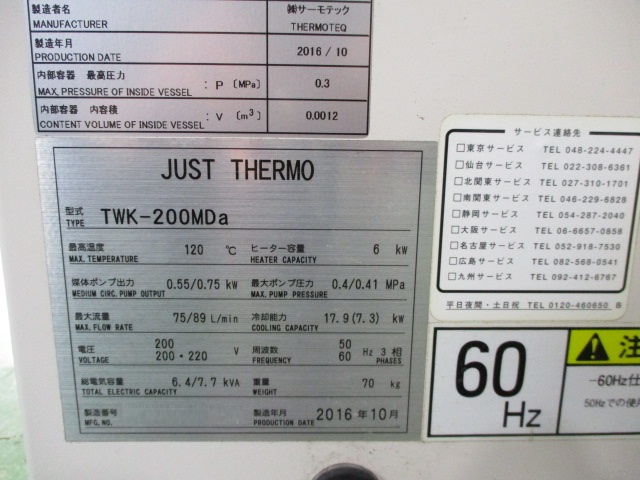 製造者名 ㈱サーモテック
MANUFACTURER THERMOTEQ
製造年月 2016 / 10
PRODUCTION DATE
内部容器 最高圧力 : P [MPa] 0.3
MAX, PRESSURE OF INSIDE VESSEL
内部容器 内容積 : V [m³] 0.0012
CONTENT VOLUME OF INSIDE VESSEL
JUST THERMO
型式 TWK-200MDa
TYPE
最高温度 120 ℃ ヒーター容量 6 kW
MAX. TEMPERATURE HEATER CAPACITY
媒体ポンプ出力 0.55/0.75 kW 最大ポンプ圧力 0.4/0.41 MPa
MEDIUM CIRC. PUMP OUTPUT MAX. PUMP PRESSURE
最大流量 75/89 L/min 冷却能力 17.9(7.3) kW
MAX. FLOW RATE COOLING CAPACITY
電圧 200 V 周波数 50 Hz 3 相
VOLTAGE 200・220 FREQUENCY 60 PHASES
総電気容量 6.4/7.7 kVA 重量 70 kg
TOTAL ELECTRIC CAPACITY WEIGHT
製造番号 製造年月 2016 年 10 月
MFG. NO. PRODUCTION DATE
サービス連絡先
□東京サービス TEL 048-224-4447
□仙台サービス TEL 022-308-6361
□北関東サービス TEL 027-310-1701
□南関東サービス TEL 046-229-6828
□静岡サービス TEL 054-287-2040
□大阪サービス TEL 06-6657-0858
□名古屋サービス TEL 052-918-7530
□広島サービス TEL 082-568-0541
□九州サービス TEL 092-412-6767
平日夜間・土日祝 TEL 0120-460650
60
Hz
注
-60Hz仕
50Hzでの使用